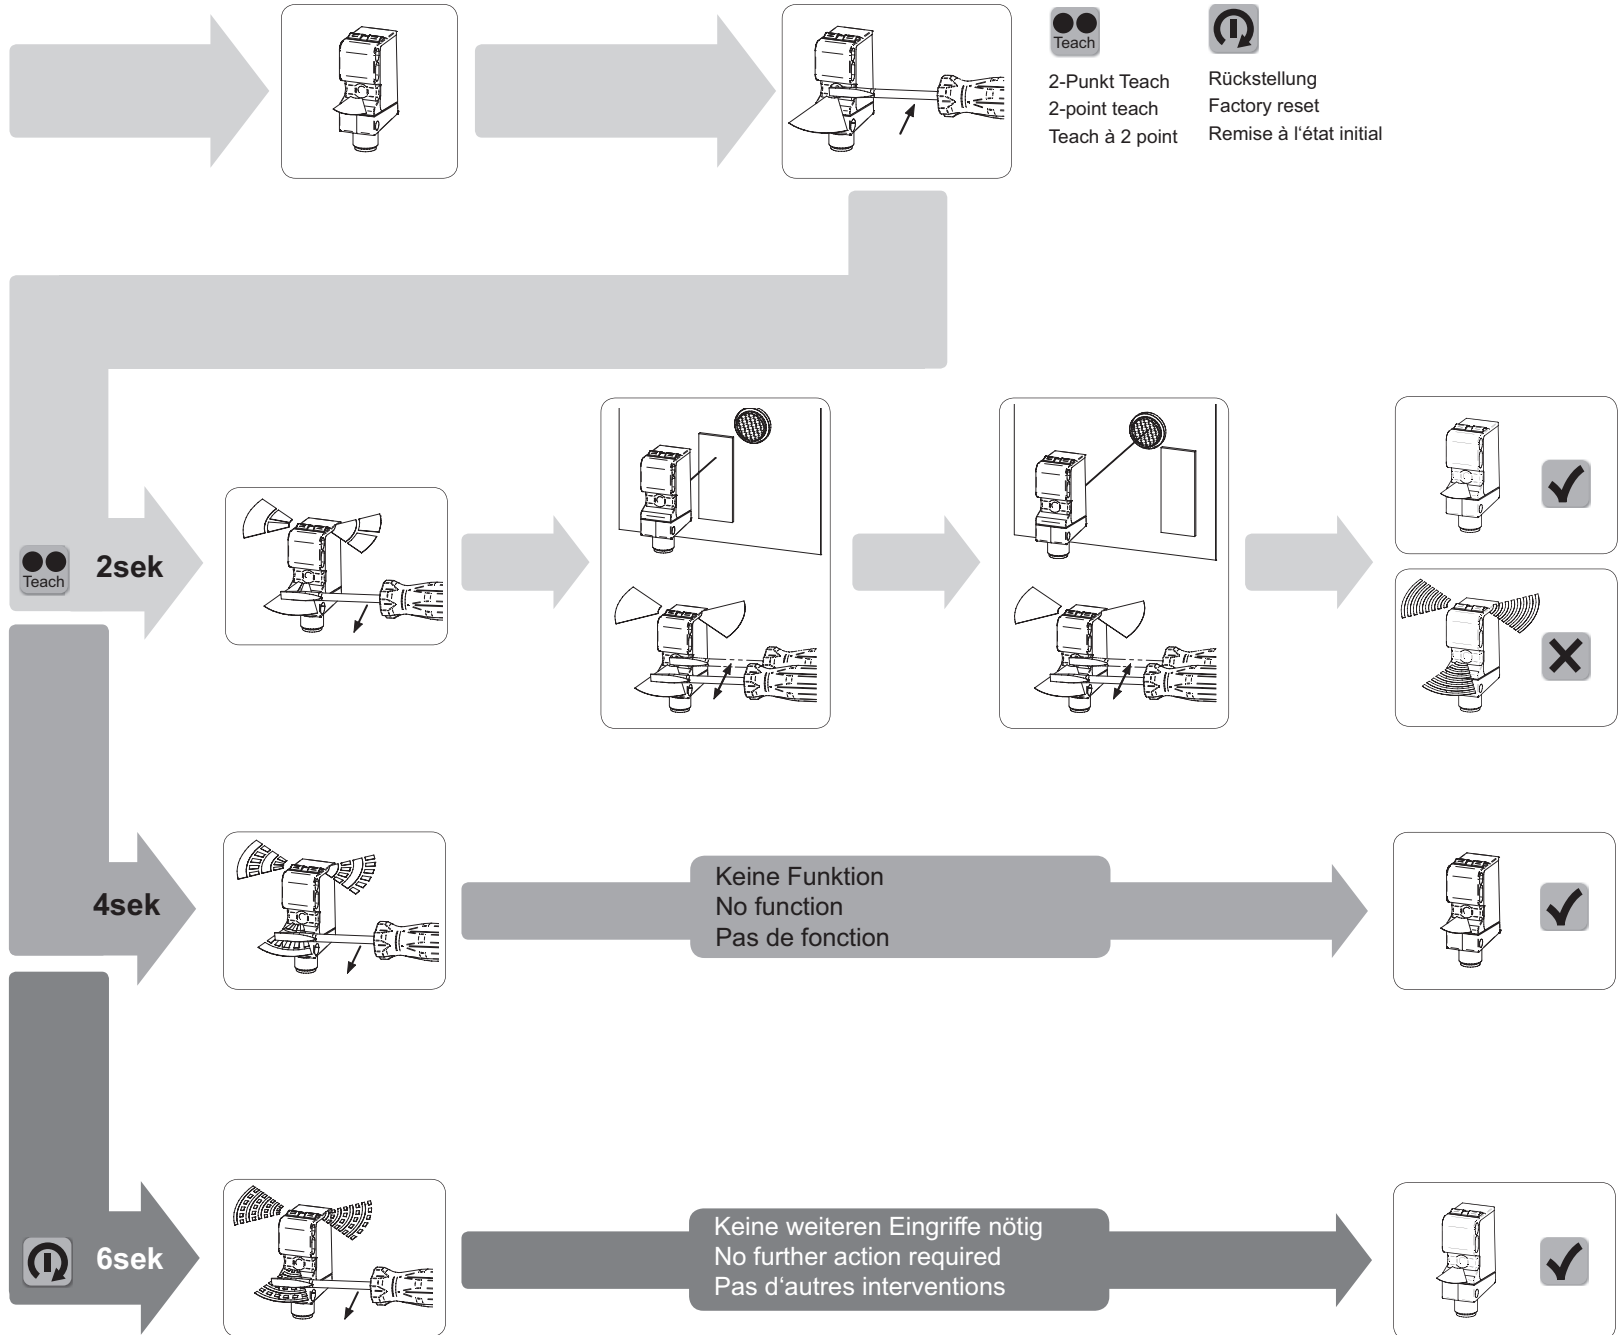 Teach
2-Punkt Teach
2-point teach
Teach à 2 point
Rückstellung
Factory reset
Remise à l‘état initial
Teach
2sek
4sek
Keine Funktion
No function
Pas de fonction
6sek
Keine weiteren Eingriffe nötig
No further action required
Pas d‘autres interventions